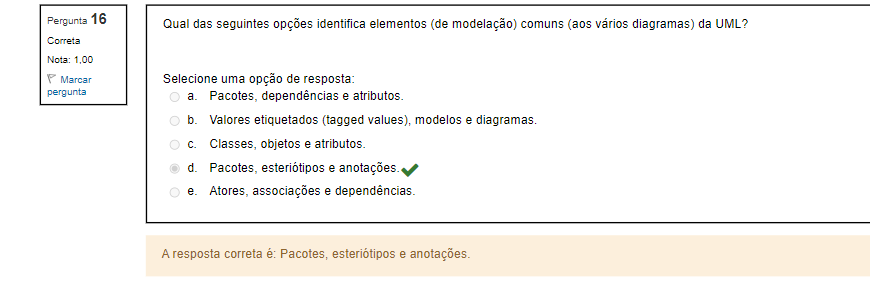 Pergunta 16
Correta
Nota: 1,00
Marcar
pergunta
Qual das seguintes opções identifica elementos (de modelação) comuns (aos vários diagramas) da UML?
Selecione uma opção de resposta:
a. Pacotes, dependências e atributos.
b. Valores etiquetados (tagged values), modelos e diagramas.
c. Classes, objetos e atributos.
d. Pacotes, esteriótipos e anotações.
e. Atores, associações e dependências.
A resposta correta é: Pacotes, esteriótipos e anotações.